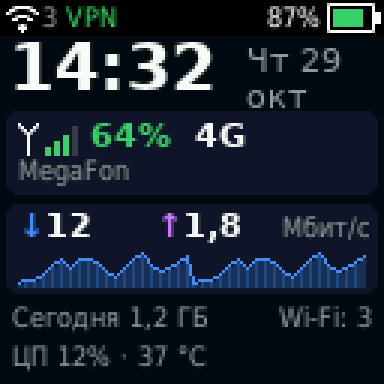 3 VPN 87%
14:32 Чт 29
окт
64% 4G
MegaFon
↓12 ↑1,8 Мбит/с
Сегодня 1,2 ГБ Wi-Fi: 3
ЦП 12% · 37 °C